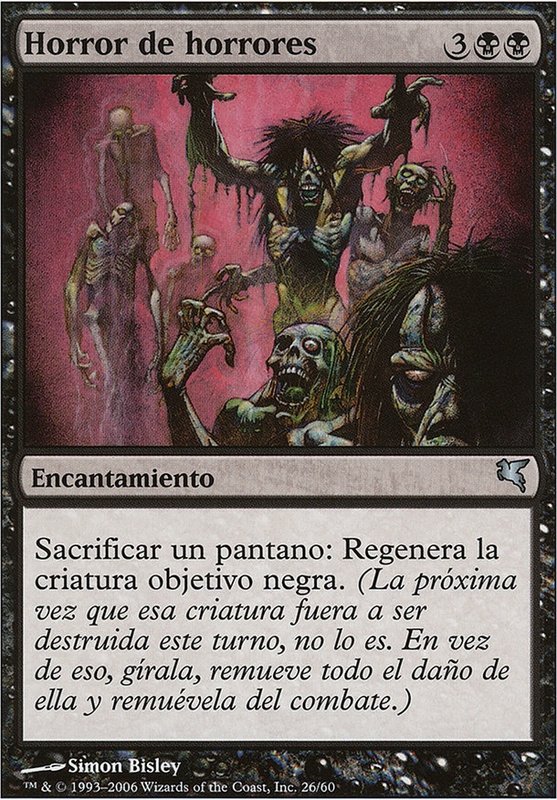 Horror de horrores 3
Encantamiento
Sacrificar un pantano: Regenera la
criatura objetivo negra. (La próxima
vez que esa criatura fuera a ser
destruida este turno, no lo es. En vez
de eso, gírala, remueve todo el daño de
ella y remuévela del combate.)
Simon Bisley
™ & © 1993–2006 Wizards of the Coast, Inc. 26/60